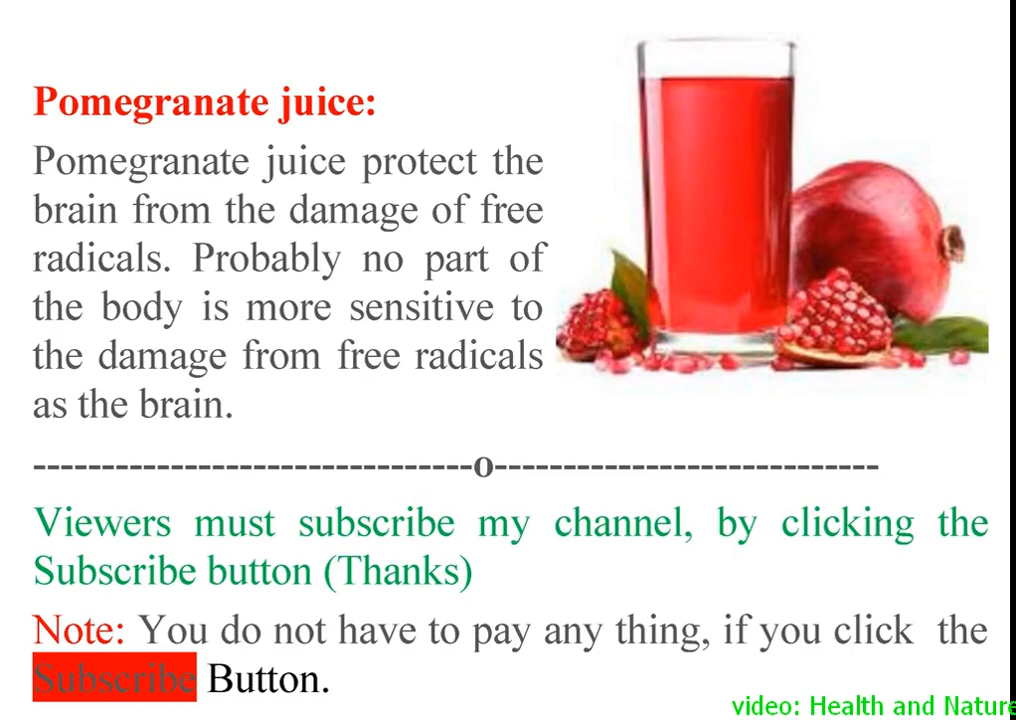 Pomegranate juice:
Pomegranate juice protect the
brain from the damage of free
radicals. Probably no part of
the body is more sensitive to
the damage from free radicals
as the brain.
--------------------------------o----------------------------
Viewers must subscribe my channel, by clicking the
Subscribe button (Thanks)
Note: You do not have to pay any thing, if you click the
Subscribe Button.
video: Health and Nature